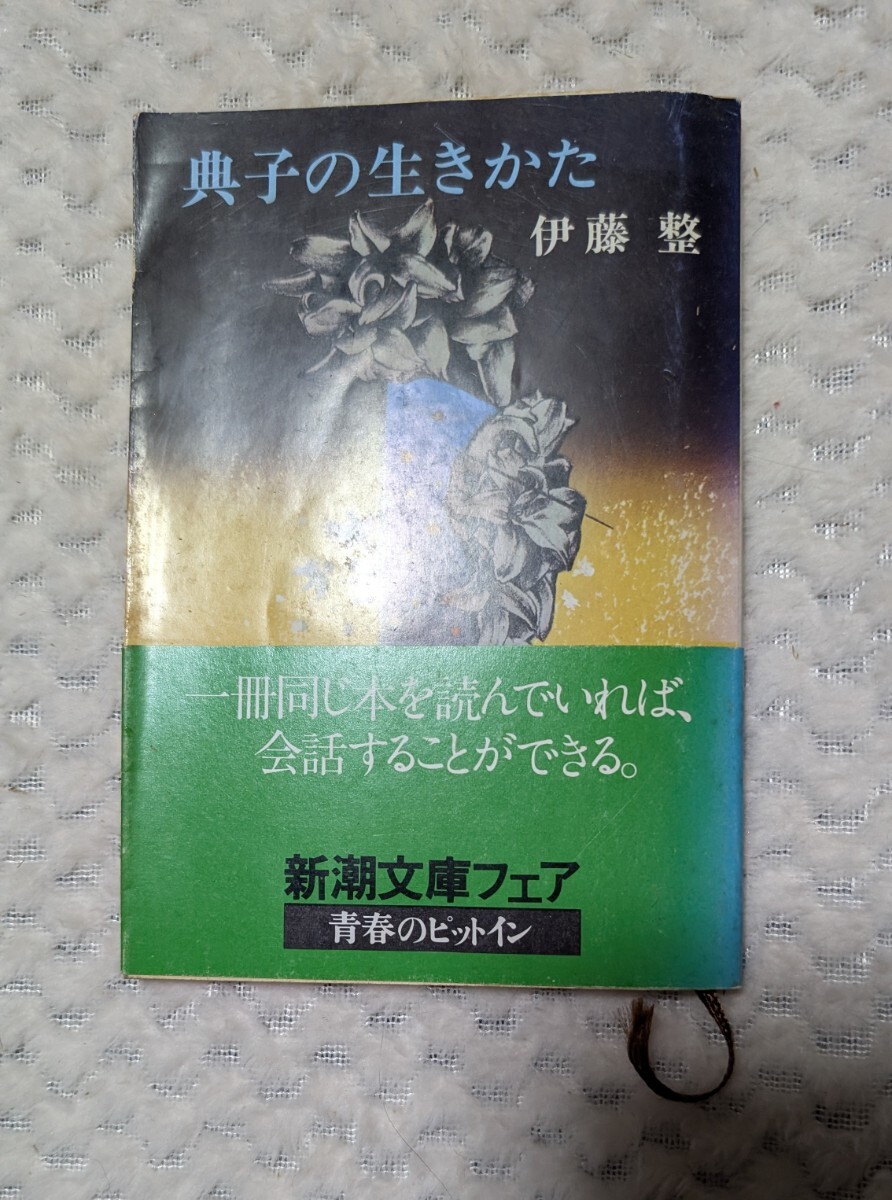 典子の生きかた
伊藤 整
一冊同じ本を読んでいれば、
会話することができる。
新潮文庫フェア
青春のピットイン